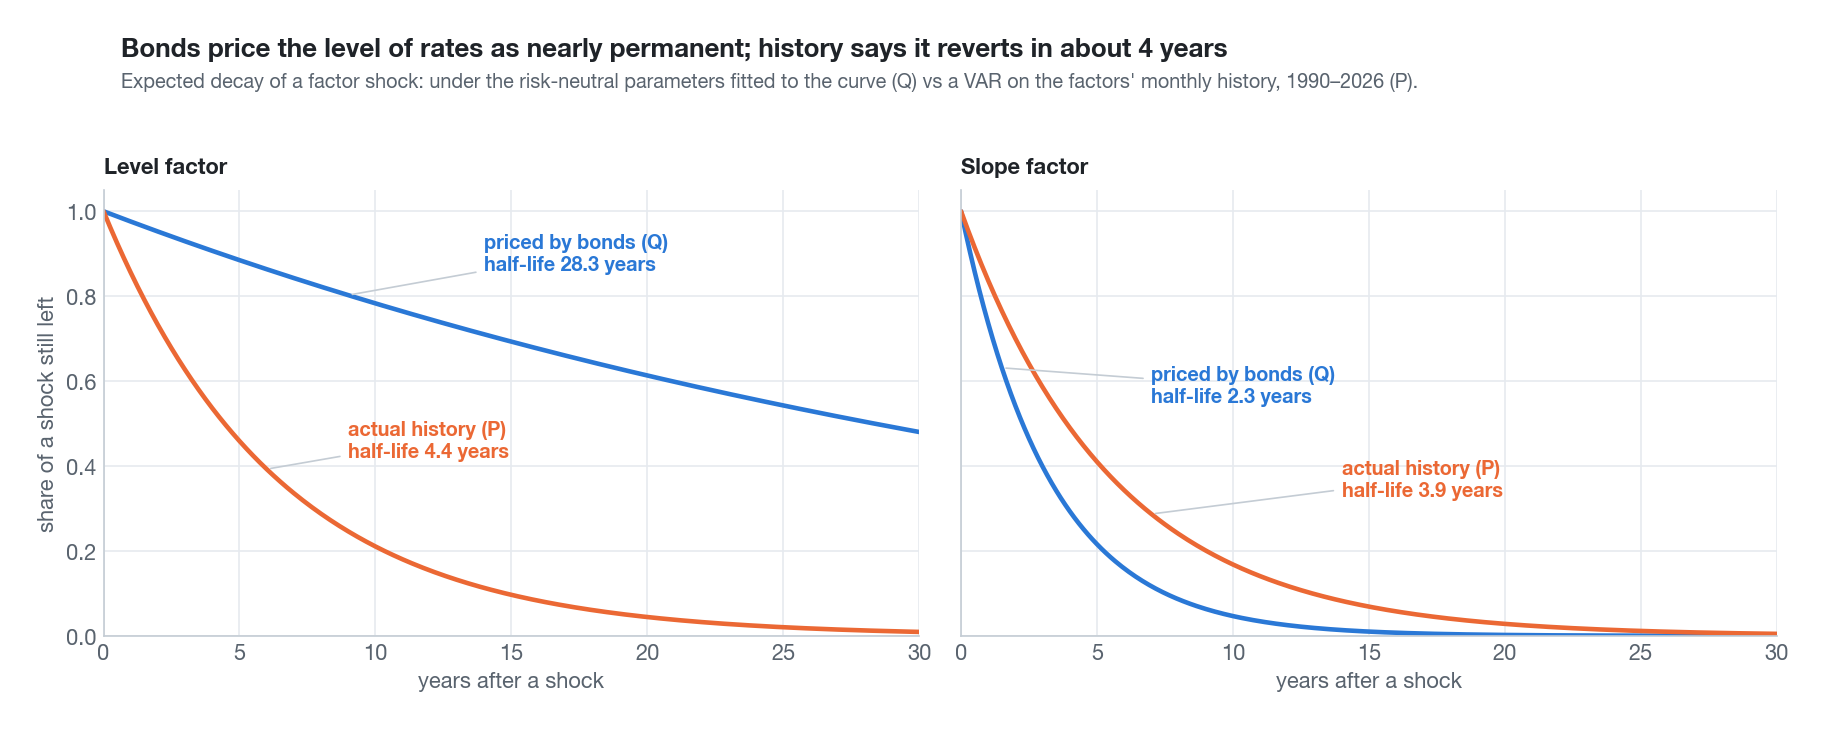 Bonds price the level of rates as nearly permanent; history says it reverts in about 4 years
Expected decay of a factor shock: under the risk-neutral parameters fitted to the curve (Q) vs a VAR on the factors' monthly history, 1990–2026 (P).
Level factor
share of a shock still left
1.0
0.8
0.6
0.4
0.2
0.0
priced by bonds (Q)
half-life 28.3 years
actual history (P)
half-life 4.4 years
0 5 10 15 20 25 30
years after a shock
Slope factor
priced by bonds (Q)
half-life 2.3 years
actual history (P)
half-life 3.9 years
0 5 10 15 20 25 30
years after a shock